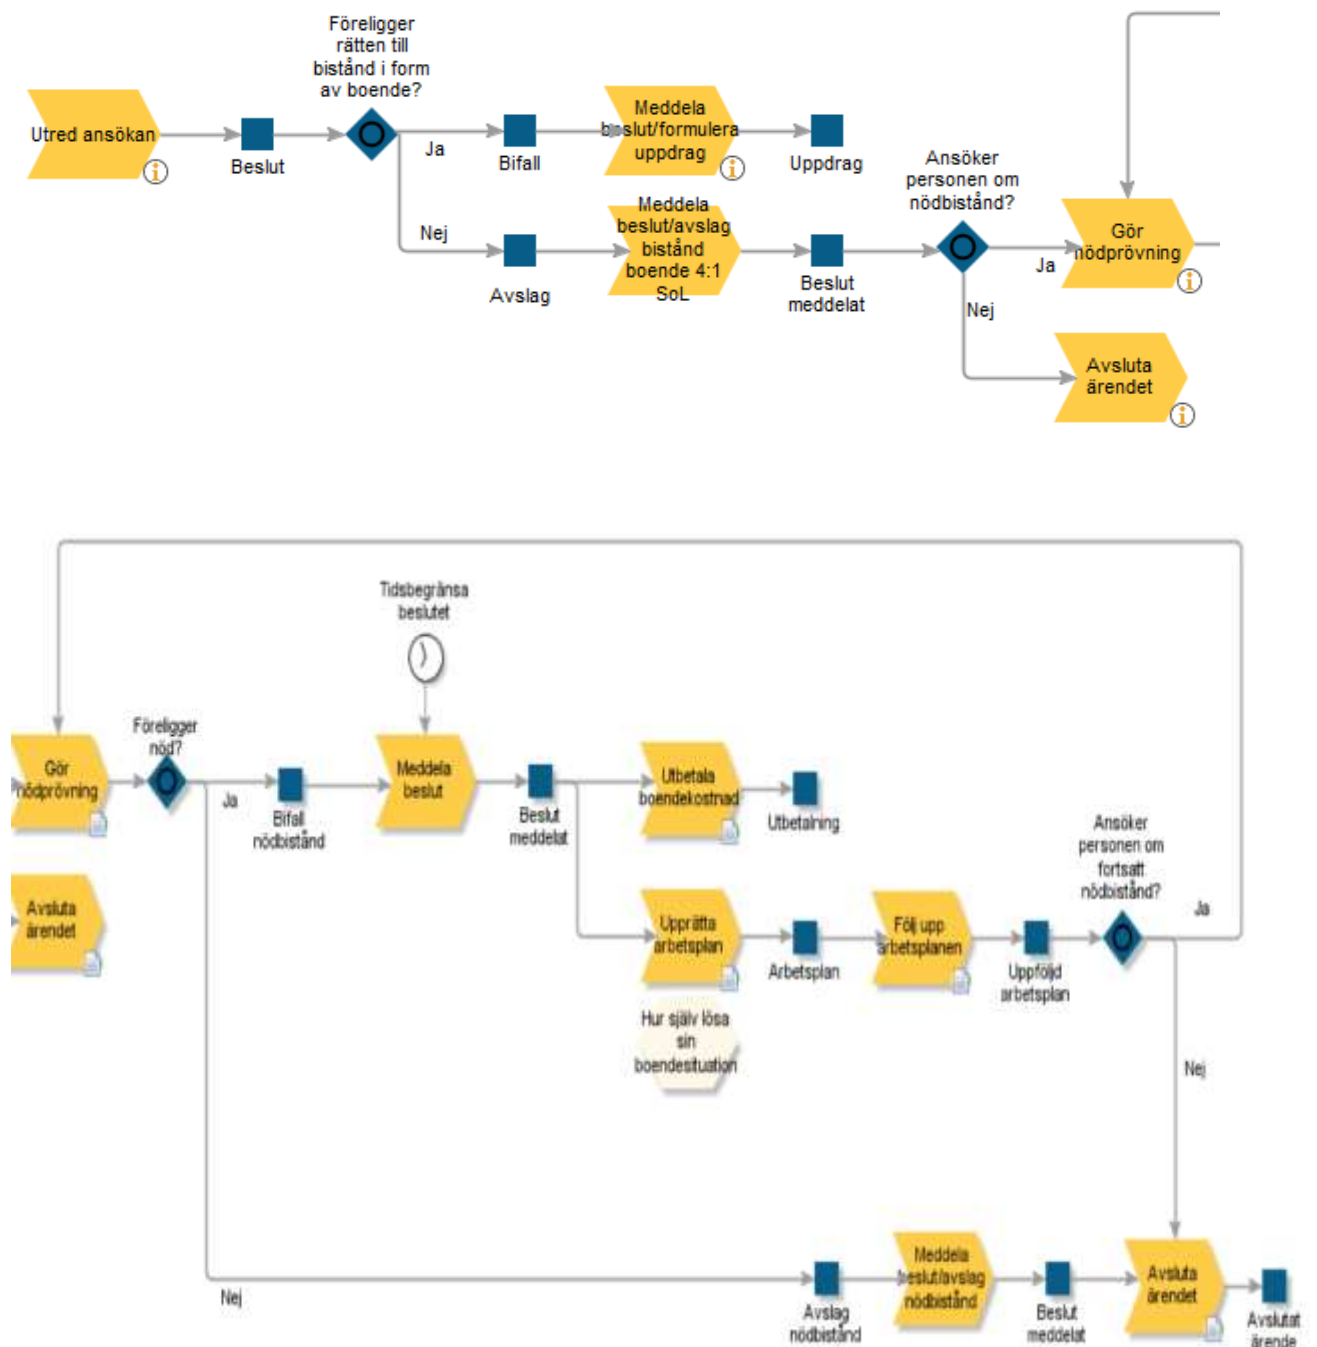 Föreligger
rätten till
bistånd i form
av boende?
Utred ansökan
Beslut
Ja
Bifall
Meddela
beslut/formulera
uppdrag
Uppdrag
Nej
Avslag
Meddela
beslut/avslag
bistånd
boende 4:1
SoL
Beslut
meddelat
Ansöker
personen om
nödbistånd?
Ja
Gör
nödprövning
Nej
Avsluta
ärendet
Tidsbegränsa
beslutet
Gör
nödprövning
Föreligger
nöd?
Ja
Bifall
nödbistånd
Meddela
beslut
Beslut
meddelat
Utbetala
boendekostnad
Utbetalning
Avsluta
ärendet
Upprätta
arbetsplan
Arbetsplan
Följ upp
arbetsplanen
Uppföljd
arbetsplan
Ansöker
personen om
fortsatt
nödbistånd?
Ja
Hur själv lösa
sin
boendesituation
Nej
Nej
Avslag
nödbistånd
Meddela
beslut/avslag
nödbistånd
Beslut
meddelat
Avsluta
ärendet
Avslutat
ärende